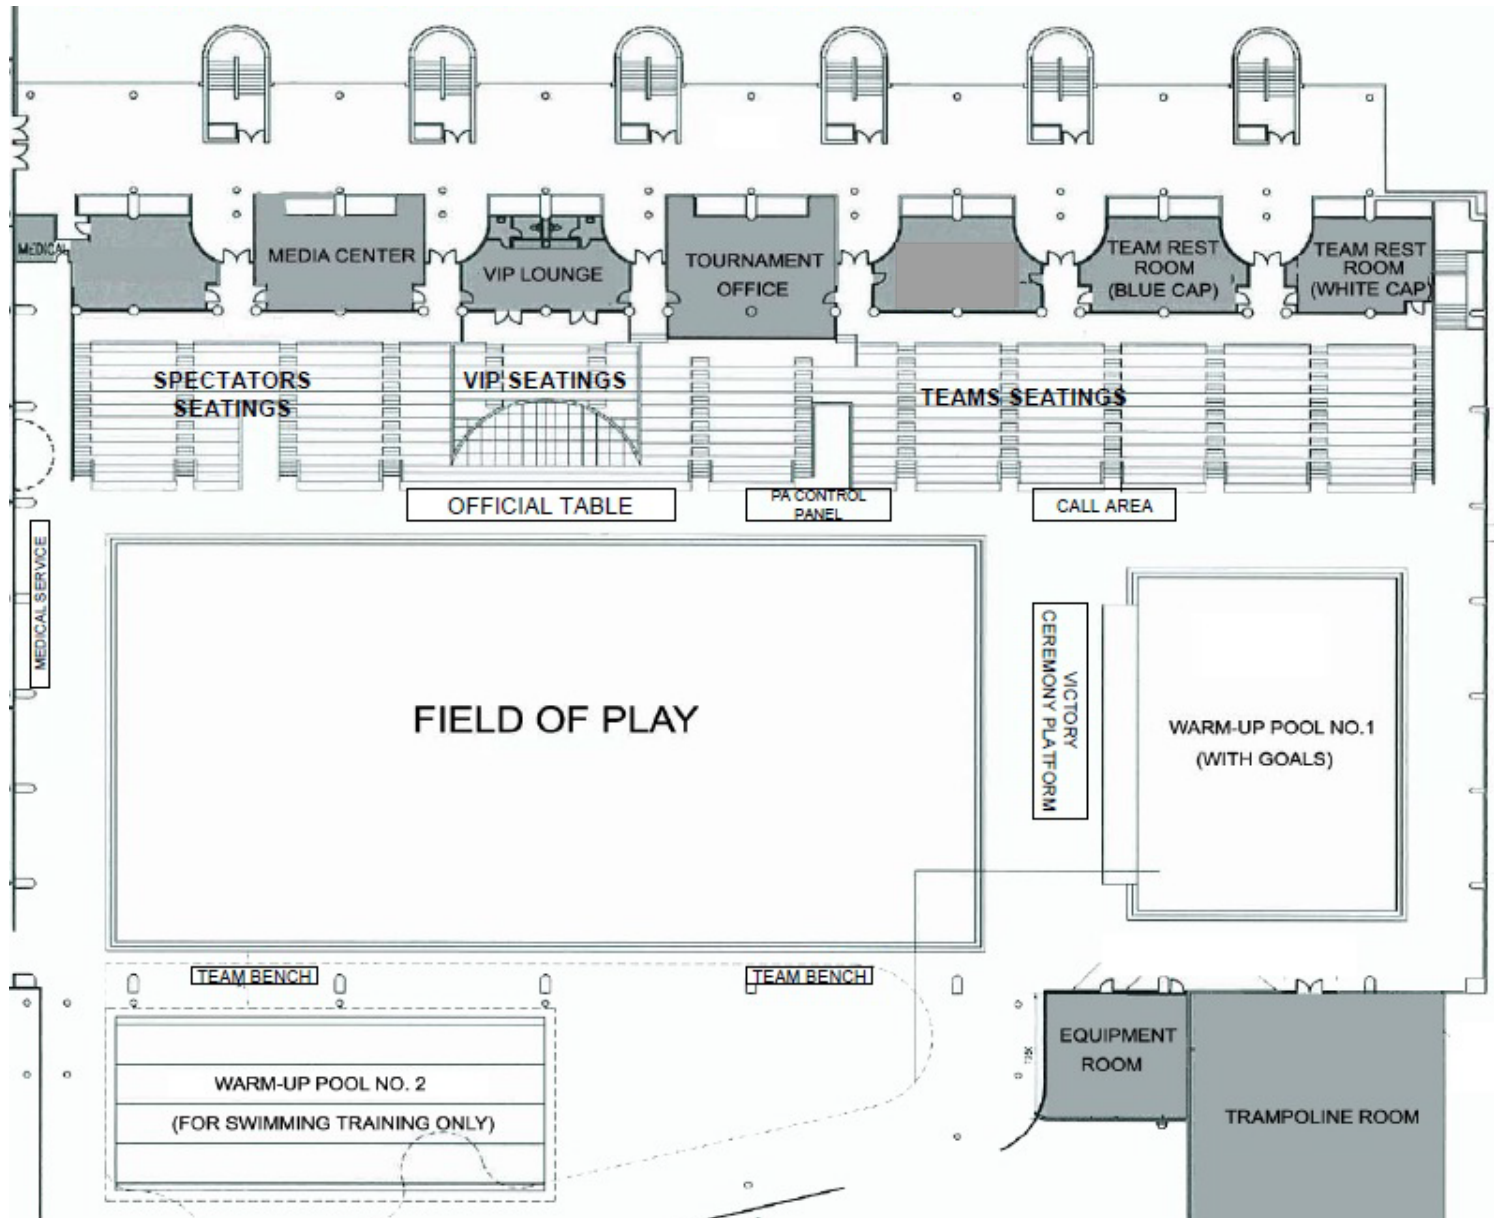 MEDICAL
MEDIA CENTER
VIP LOUNGE
TOURNAMENT
OFFICE
TEAM REST
ROOM
(BLUE CAP)
TEAM REST
ROOM
(WHITE CAP)
SPECTATORS
SEATINGS
VIP SEATINGS
TEAMS SEATINGS
OFFICIAL TABLE
PA CONTROL
PANEL
CALL AREA
MEDICAL SERVICE
FIELD OF PLAY
VICTORY
CEREMONY PLATFORM
WARM-UP POOL NO.1
(WITH GOALS)
TEAM BENCH
TEAM BENCH
WARM-UP POOL NO. 2
(FOR SWIMMING TRAINING ONLY)
EQUIPMENT
ROOM
TRAMPOLINE ROOM